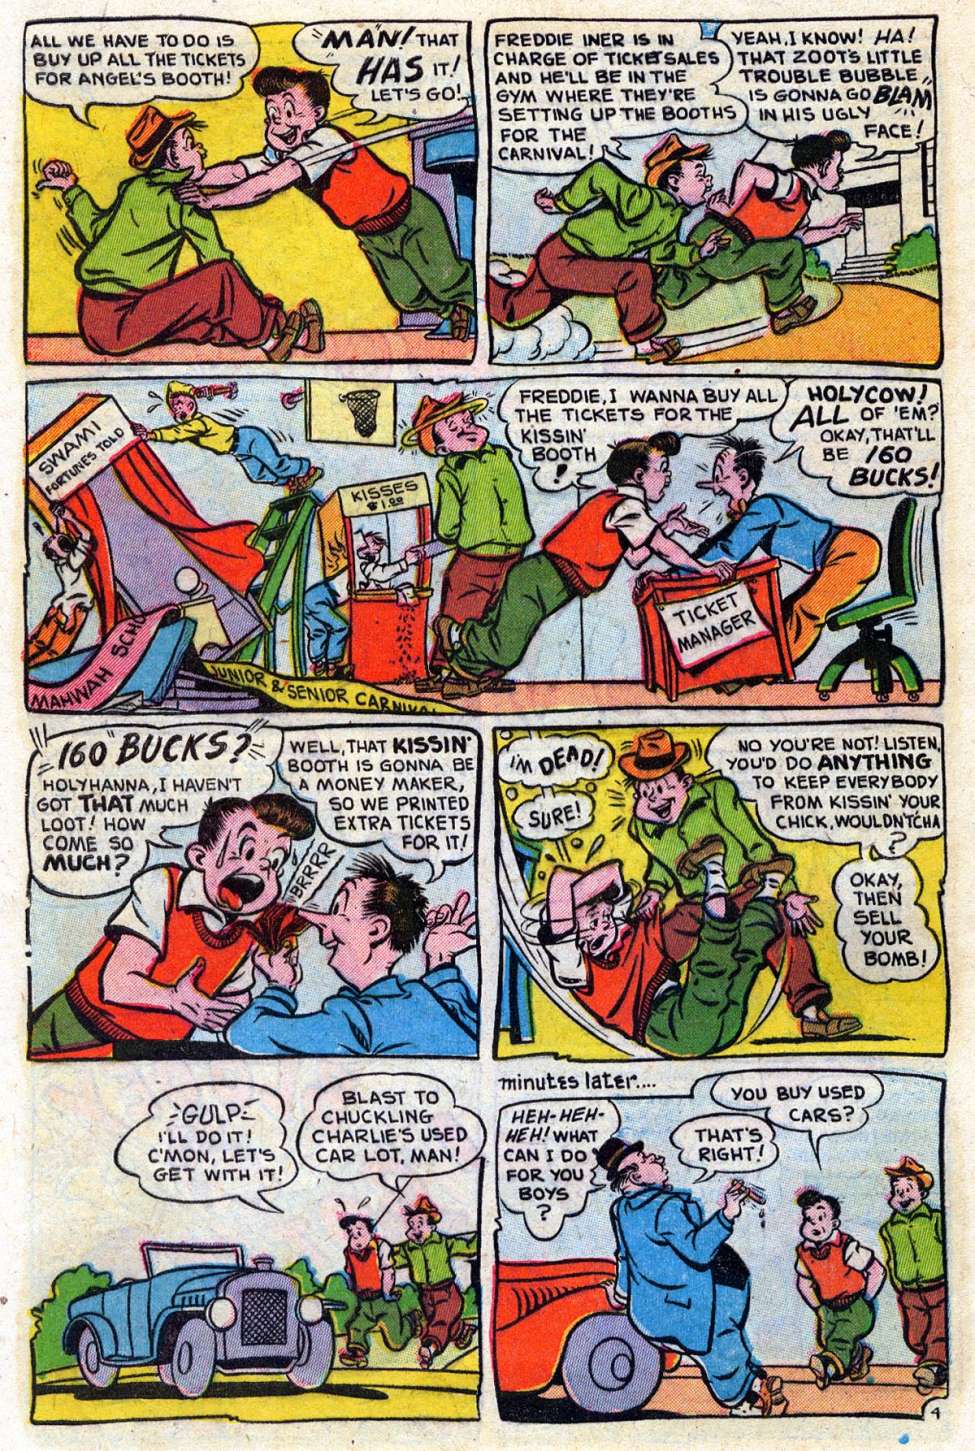 ALL WE HAVE TO DO IS
BUY UP ALL THE TICKETS
FOR ANGEL'S BOOTH!
"MAN! THAT
HAS IT!
LET'S GO!
FREDDIE INER IS IN
CHARGE OF TICKET SALES
AND HE'LL BE IN THE
GYM WHERE THEY'RE
SETTING UP THE BOOTHS
FOR THE
CARNIVAL!
YEAH, I KNOW! HA!
THAT ZOOT'S LITTLE
TROUBLE BUBBLE
IS GONNA GO BLAM
IN HIS UGLY
FACE!
SWAMI
FORTUNES TOLD
KISSES
$1.00
MAHWAH SCHO
JUNIOR & SENIOR CARNIVAL
FREDDIE, I WANNA BUY ALL
THE TICKETS FOR THE
KISSIN'
BOOTH
!
HOLYCOW!
ALL OF 'EM?
OKAY, THAT'LL
BE 160
BUCKS!
TICKET
MANAGER
160 BUCKS?
HOLYHANNA, I HAVEN'T
GOT THAT MUCH
LOOT! HOW
COME SO
MUCH?
WELL, THAT KISSIN'
BOOTH IS GONNA BE
A MONEY MAKER,
SO WE PRINTED
EXTRA TICKETS
FOR IT!
BRRRR
I'M DEAD!
SURE!
NO YOU'RE NOT! LISTEN,
YOU'D DO ANYTHING
TO KEEP EVERYBODY
FROM KISSIN' YOUR
CHICK, WOULDN'TCHA
?
OKAY,
THEN
SELL
YOUR
BOMB!
GULP
I'LL DO IT!
C'MON, LET'S
GET WITH IT!
BLAST TO
CHUCKLING
CHARLIE'S USED
CAR LOT, MAN!
minutes later....
HEH-HEH-
HEH! WHAT
CAN I DO
FOR YOU
BOYS
?
THAT'S
RIGHT!
YOU BUY USED
CARS?
4